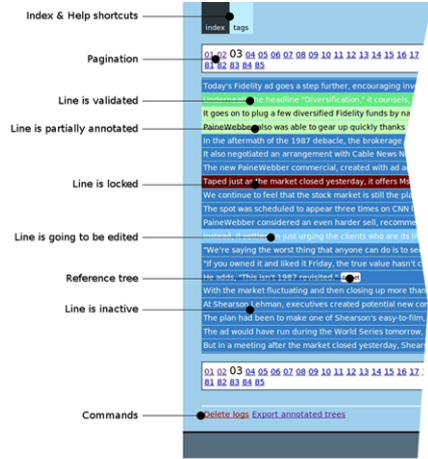 Index & Help shortcuts
index tags
Pagination
01 02 03 04 05 06 07 08 09 10 11 12 13 14 15 16 17
81 82 83 84 85
Today's Fidelity ad goes a step further, encouraging inv
Line is validated
the headline "Diversification," it counsels,
It goes on to plug a few diversified Fidelity funds by na
Line is partially annotated
PaineWebber also was able to gear up quickly thanks
In the aftermath of the 1987 debacle, the brokerage
It also negotiated an arrangement with Cable News N
The new PaineWebber commercial, created with ad a
Line is locked
Taped just as the market closed yesterday, it offers Ms
We continue to feel that the stock market is still the pl
The spot was scheduled to appear three times on CNN
PaineWebber considered an even harder sell, recomme
Line is going to be edited
Instead, it settled just urging the clients who are its li
"We're saying the worst thing that anyone can do is to se
"If you owned it and liked it Friday, the true value hasn't c
Reference tree
He adds, "This isn't 1987 revisited."
With the market fluctuating and then closing up more than
Line is inactive
At Shearson Lehman, executives created potential new cor
The plan had been to make one of Shearson's easy-to-film,
The ad would have run during the World Series tomorrow,
But in a meeting after the market closed yesterday, Shears
01 02 03 04 05 06 07 08 09 10 11 12 13 14 15 16 17
81 82 83 84 85
Commands
Delete logs Export annotated trees